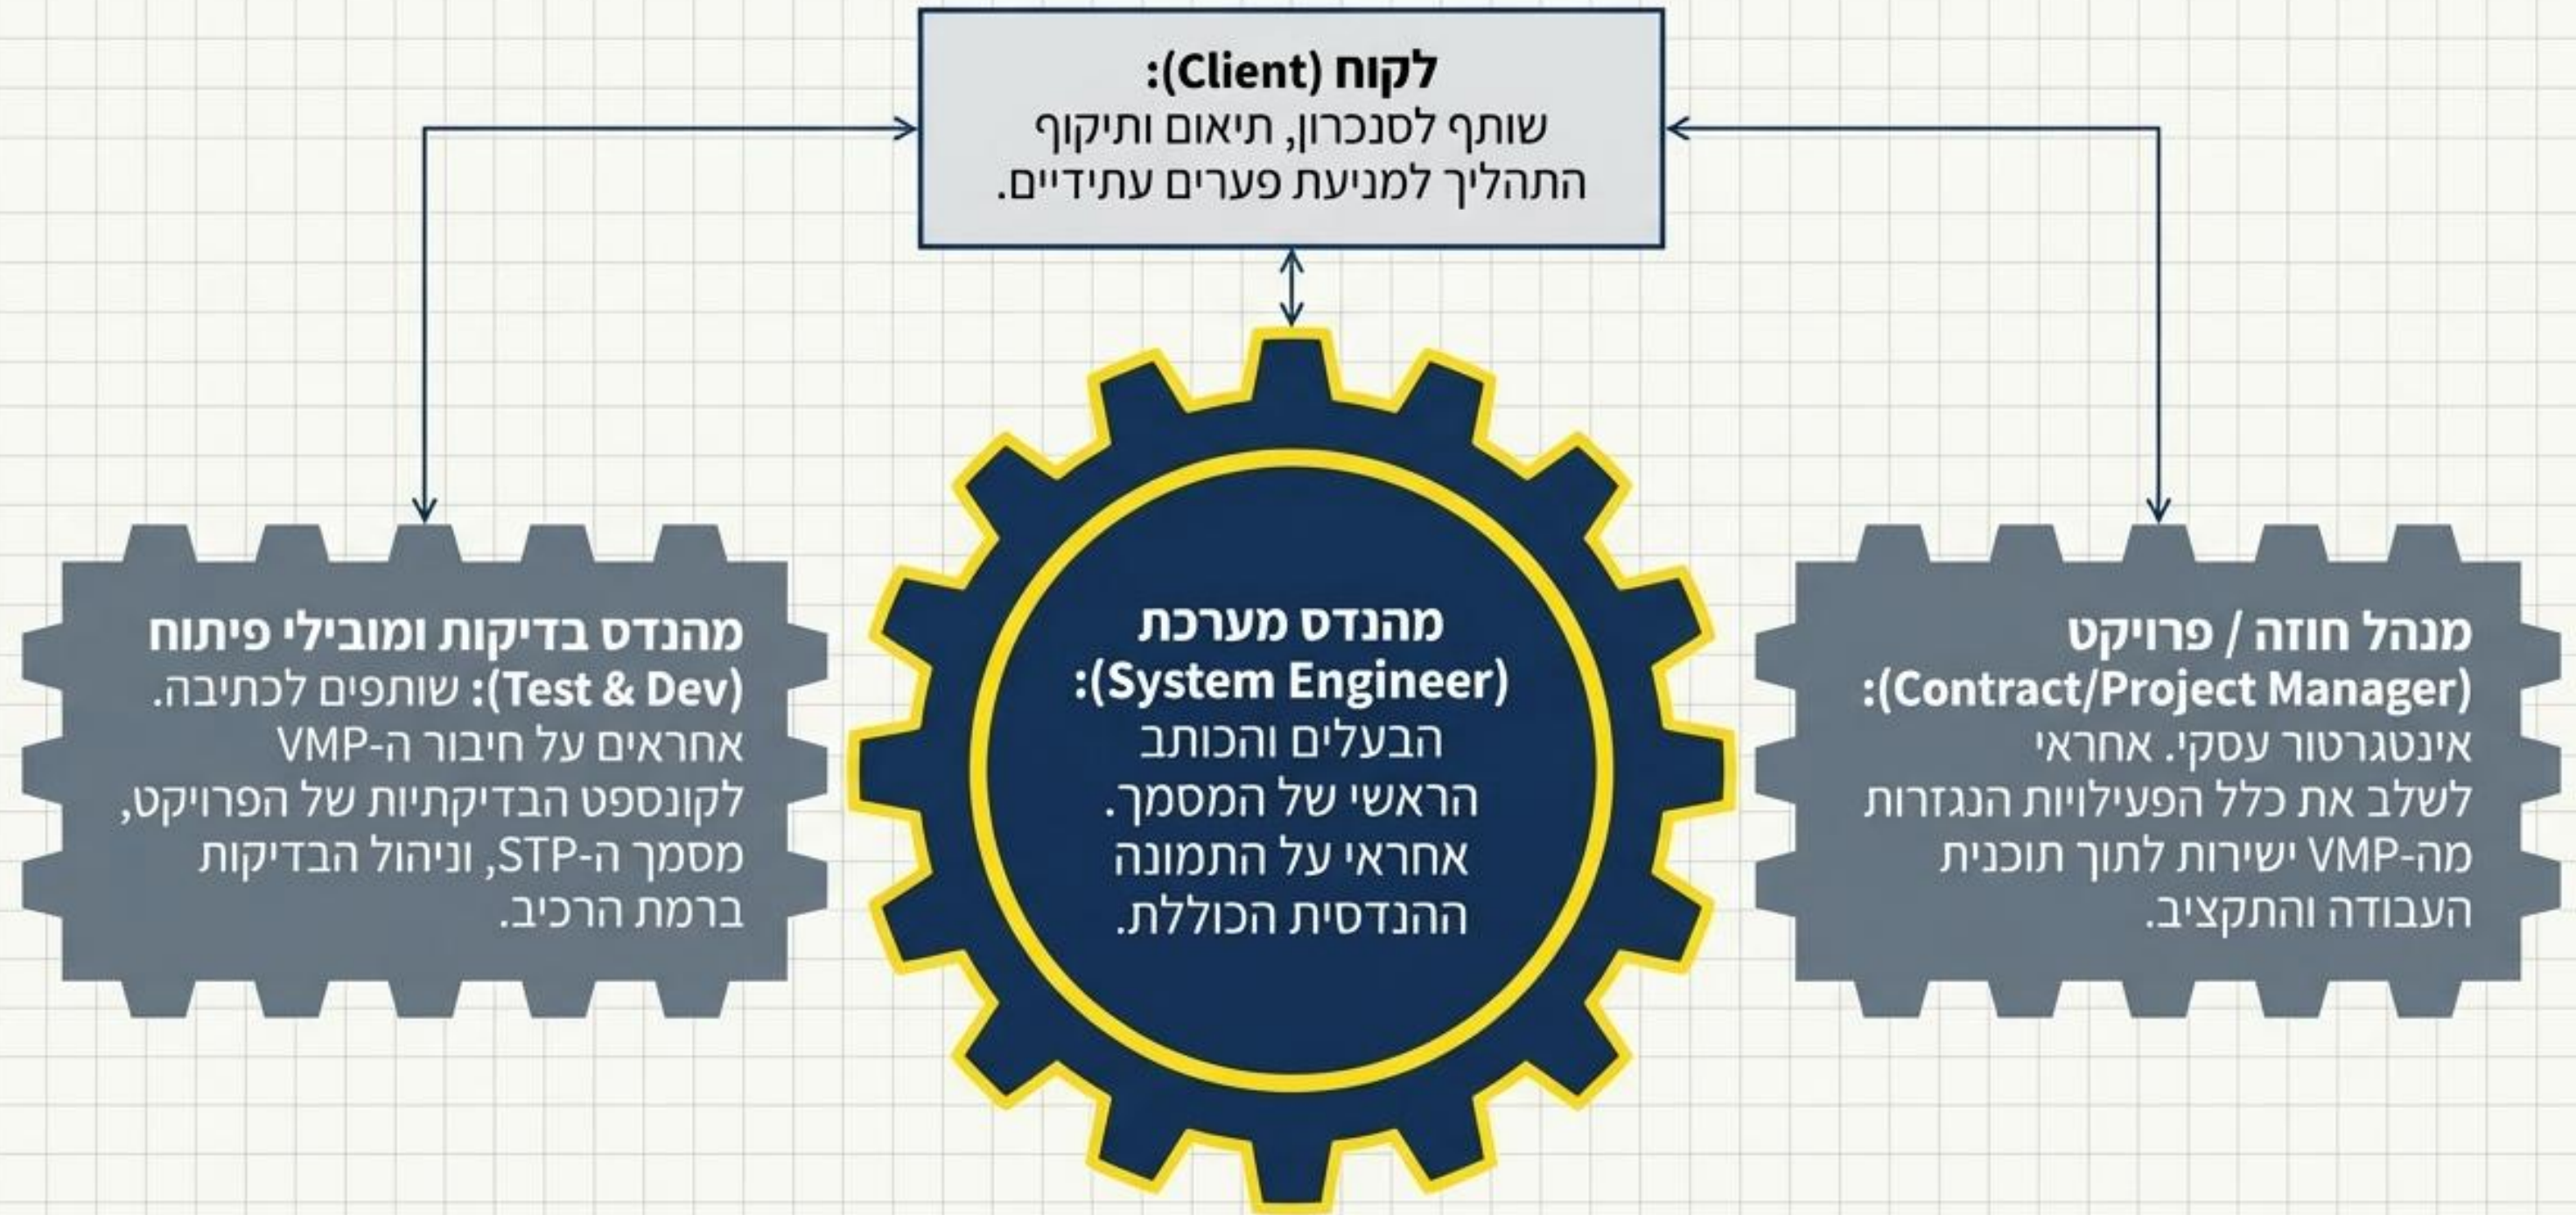 לקוח (Client):
שותף לסנכרון, תיאום ותיקוף
התהליך למניעת פערים עתידיים.
מנהל חוזה / פרויקט
(Contract/Project Manager):
אינטגרטור עסקי. אחראי
לשלב את כלל הפעילויות הנגזרות
מה-VMP ישירות לתוך תוכנית
העבודה והתקציב.
מהנדס מערכת
(System Engineer):
הבעלים והכותב
הראשי של המסמך.
אחראי על התמונה
ההנדסית הכוללת.
מהנדס בדיקות ומובילי פיתוח
(Test & Dev): שותפים לכתיבה.
אחראים על חיבור ה-VMP
לקונספט הבדיקתיות של הפרויקט,
מסמך ה-STP, וניהול הבדיקות
ברמת הרכיב.